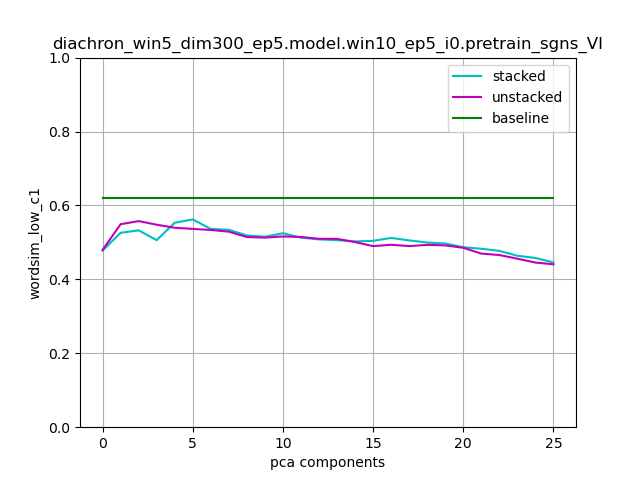 diachron_win5_dim300_ep5.model.win10_ep5_i0.pretrain_sgns_VI
1.0
0.8
0.6
0.4
0.2
0.0
wordsim_low_c1
stacked
unstacked
baseline
0 5 10 15 20 25
pca components